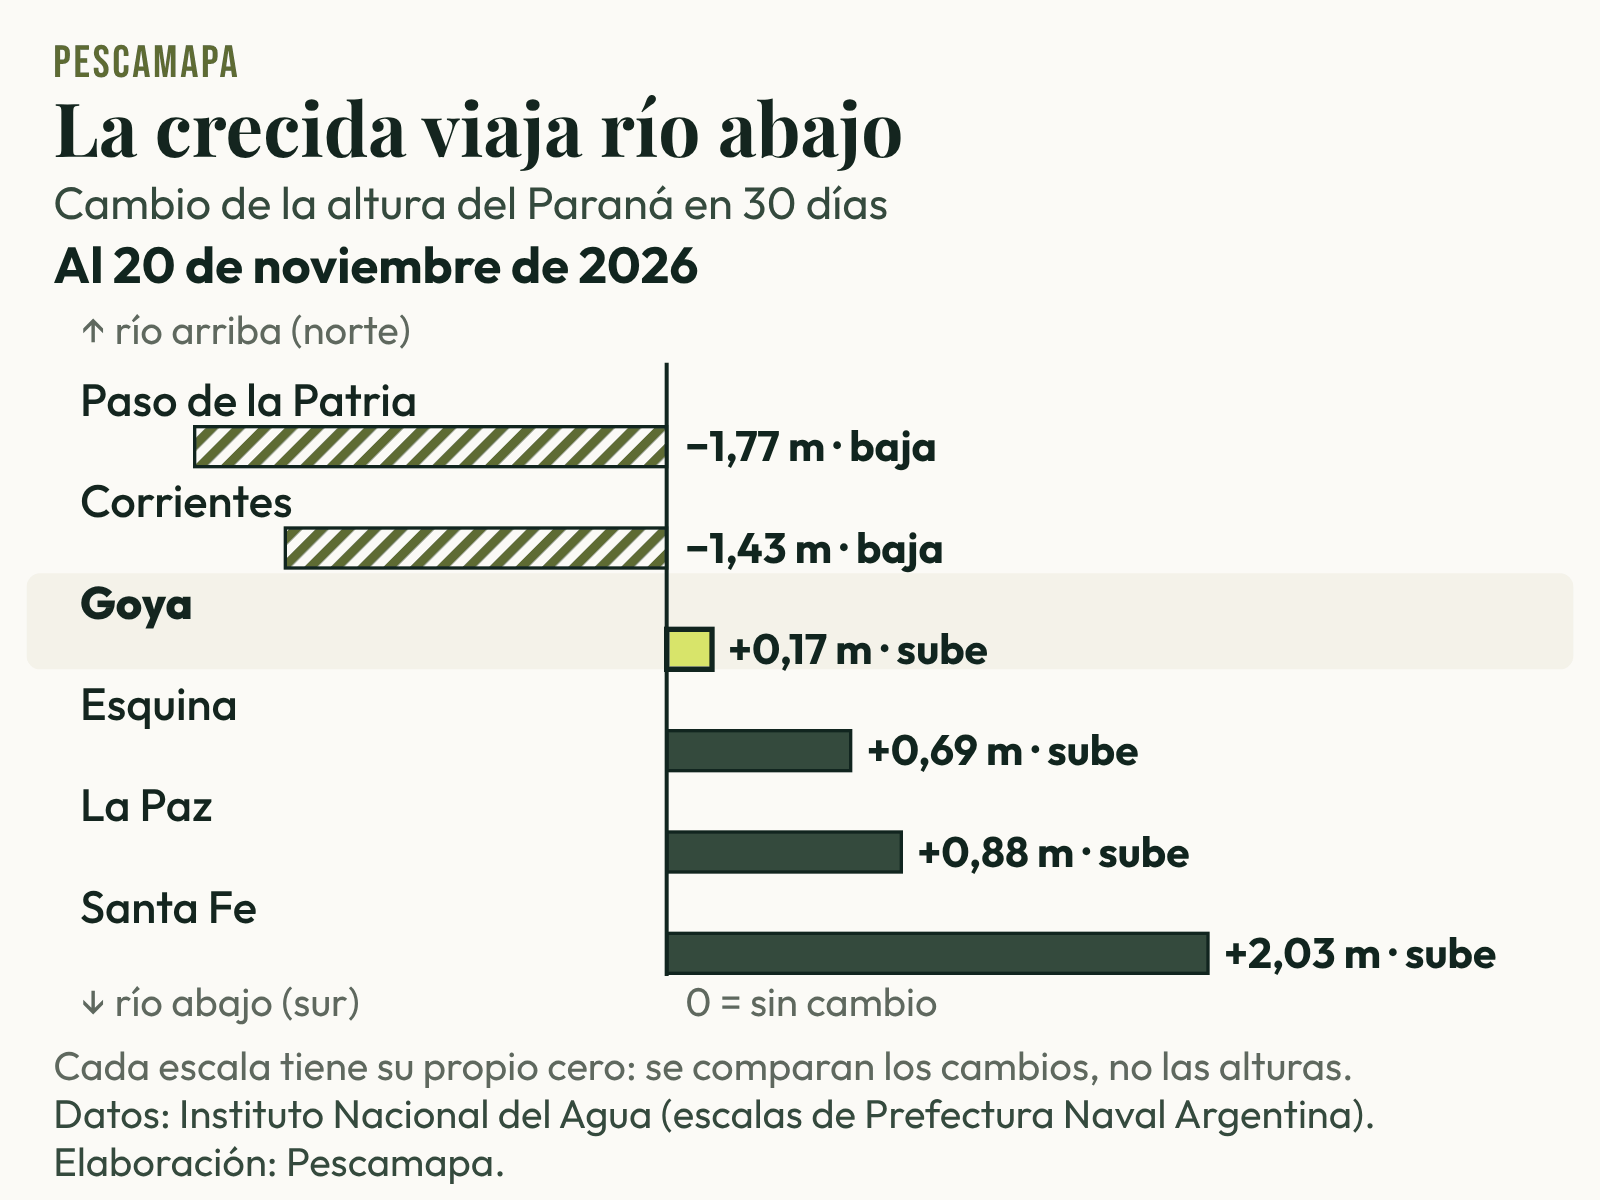 PESCAMAPA
La crecida viaja río abajo
Cambio de la altura del Paraná en 30 días
Al 20 de noviembre de 2026
↑ río arriba (norte)
Paso de la Patria
−1,77 m · baja
Corrientes
−1,43 m · baja
Goya
+0,17 m · sube
Esquina
+0,69 m · sube
La Paz
+0,88 m · sube
Santa Fe
+2,03 m · sube
↓ río abajo (sur)
0 = sin cambio
Cada escala tiene su propio cero: se comparan los cambios, no las alturas.
Datos: Instituto Nacional del Agua (escalas de Prefectura Naval Argentina).
Elaboración: Pescamapa.